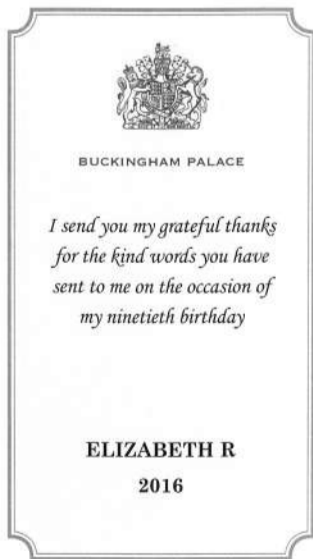 BUCKINGHAM PALACE
I send you my grateful thanks
for the kind words you have
sent to me on the occasion of
my ninetieth birthday
ELIZABETH R
2016